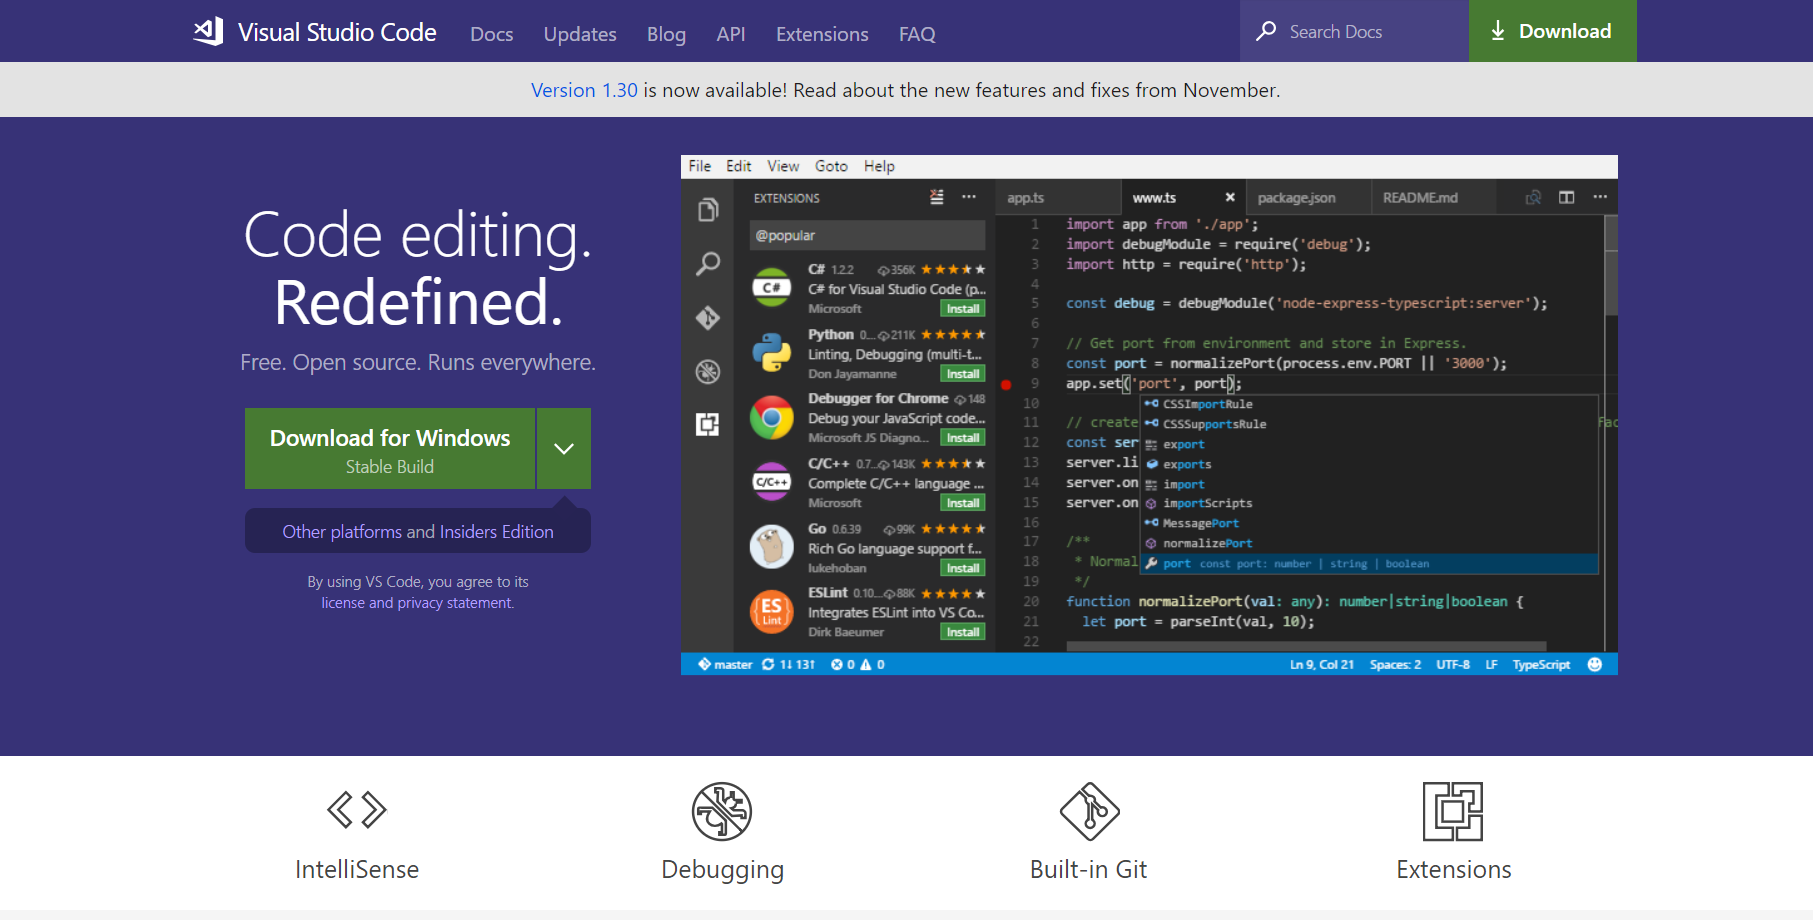 Visual Studio Code Docs Updates Blog API Extensions FAQ Search Docs Download
Version 1.30 is now available! Read about the new features and fixes from November.
Code editing.
Redefined.
Free. Open source. Runs everywhere.
Download for Windows
Stable Build
Other platforms and Insiders Edition
By using VS Code, you agree to its
license and privacy statement.
File Edit View Goto Help
EXTENSIONS
@popular
C# 1.2.2 356K
C# for Visual Studio Code (p...
Microsoft Install
Python 0.... 211K
Linting, Debugging (multi-t...
Don Jayamanne Install
Debugger for Chrome 148
Debug your JavaScript code...
Microsoft JS Diagno... Install
C/C++ 0.7... 143K
Complete C/C++ language ...
Microsoft Install
Go 0.6.39 99K
Rich Go language support f...
lukehoban Install
ESLint 0.10... 88K
Integrates ESLint into VS Co...
Dirk Baeumer Install
C#
C/C++
ES
Lint
app.ts www.ts package.json README.md
1 import app from './app';
2 import debugModule = require('debug');
3 import http = require('http');
4
5 const debug = debugModule('node-express-typescript:server');
6
7 // Get port from environment and store in Express.
8 const port = normalizePort(process.env.PORT || '3000');
9 app.set('port', port);
10
11 // create
12 const ser
13 server.li
14 server.on
15 server.on
16
17 /**
18 * Normal
19 */
20 function normalizePort(val: any): number|string|boolean {
21 let port = parseInt(val, 10);
22
CSSImportRule
CSSSupportsRule
export
exports
import
importScripts
MessagePort
normalizePort
port const port: number | string | boolean
master 1↓ 13↑ 0 0 Ln 9, Col 21 Spaces: 2 UTF-8 LF TypeScript
IntelliSense
Debugging
Built-in Git
Extensions